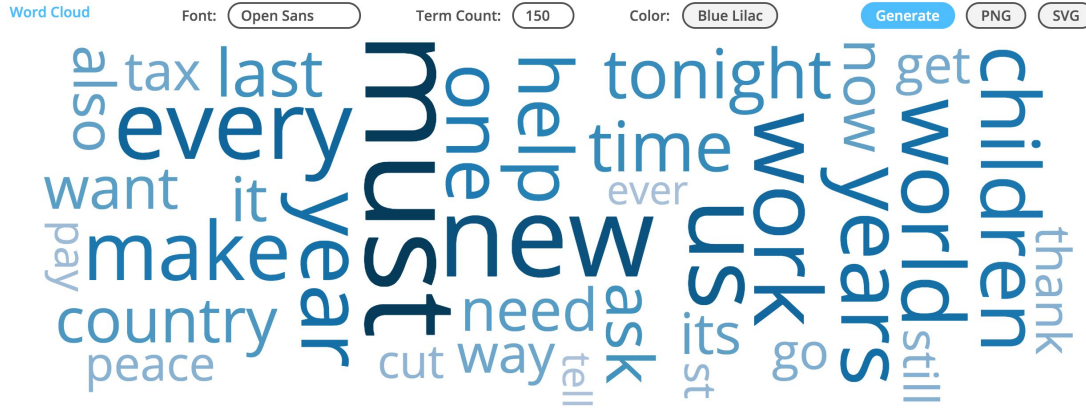 Word Cloud
Font: Open Sans
Term Count: 150
Color: Blue Lilac
Generate
PNG
SVG
also
tax
last
must
one
help
tonight
now
get
children
every
time
work
world
want
it
year
ever
years
pay
make
new
us
thank
country
need
ask
its
go
still
peace
cut
way
tell
st